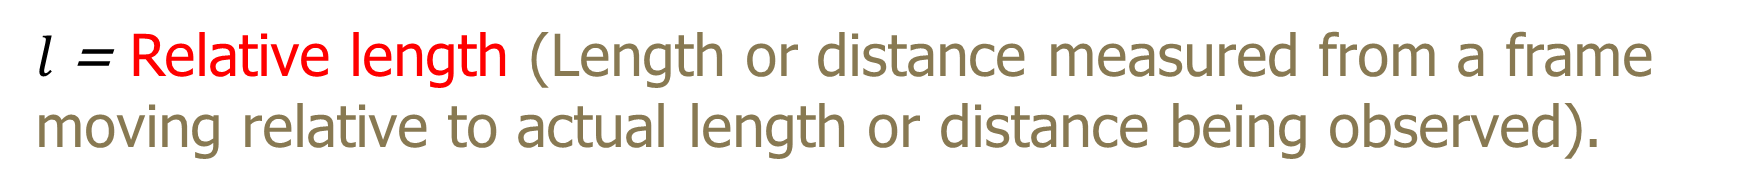 l = Relative length (Length or distance measured from a frame
moving relative to actual length or distance being observed).